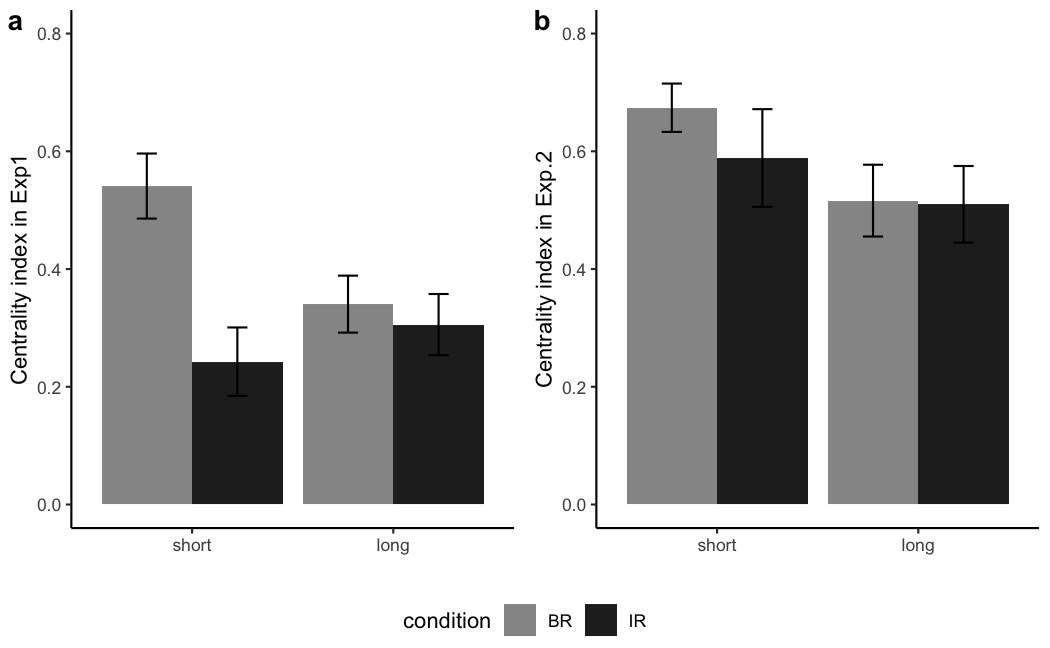 a
Centrality index in Exp1
0.8
0.6
0.4
0.2
0.0
short long
b
Centrality index in Exp.2
0.8
0.6
0.4
0.2
0.0
short long
condition BR IR